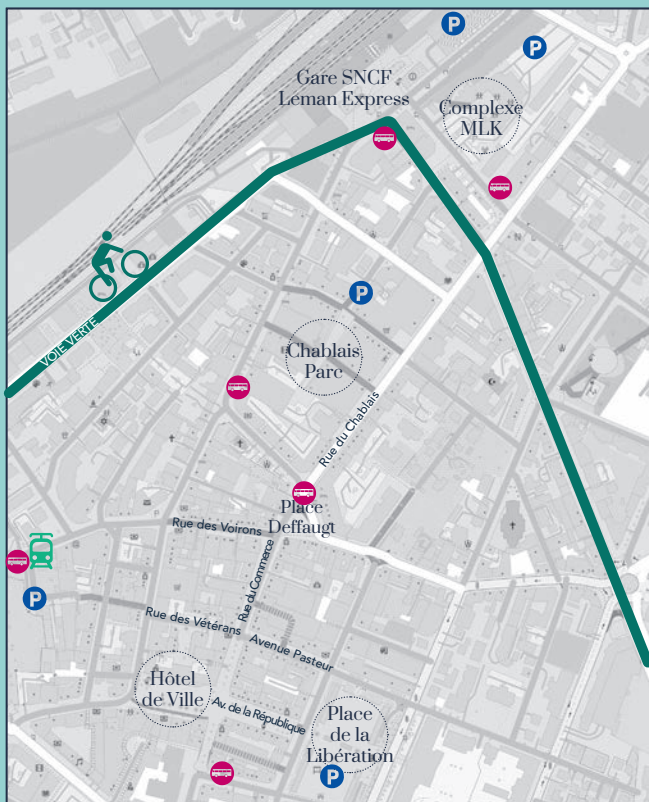 P
P
Gare SNCF
Leman Express
Complexe
MLK
VOIE VERTE
P
Chablais
Parc
Rue du Chablais
Place
Deffaugt
Rue des Voirons
Rue du Commerce
P
Rue des Vétérans
Avenue Pasteur
Hôtel
de Ville
Av. de la République
Place
de la
Libération
P